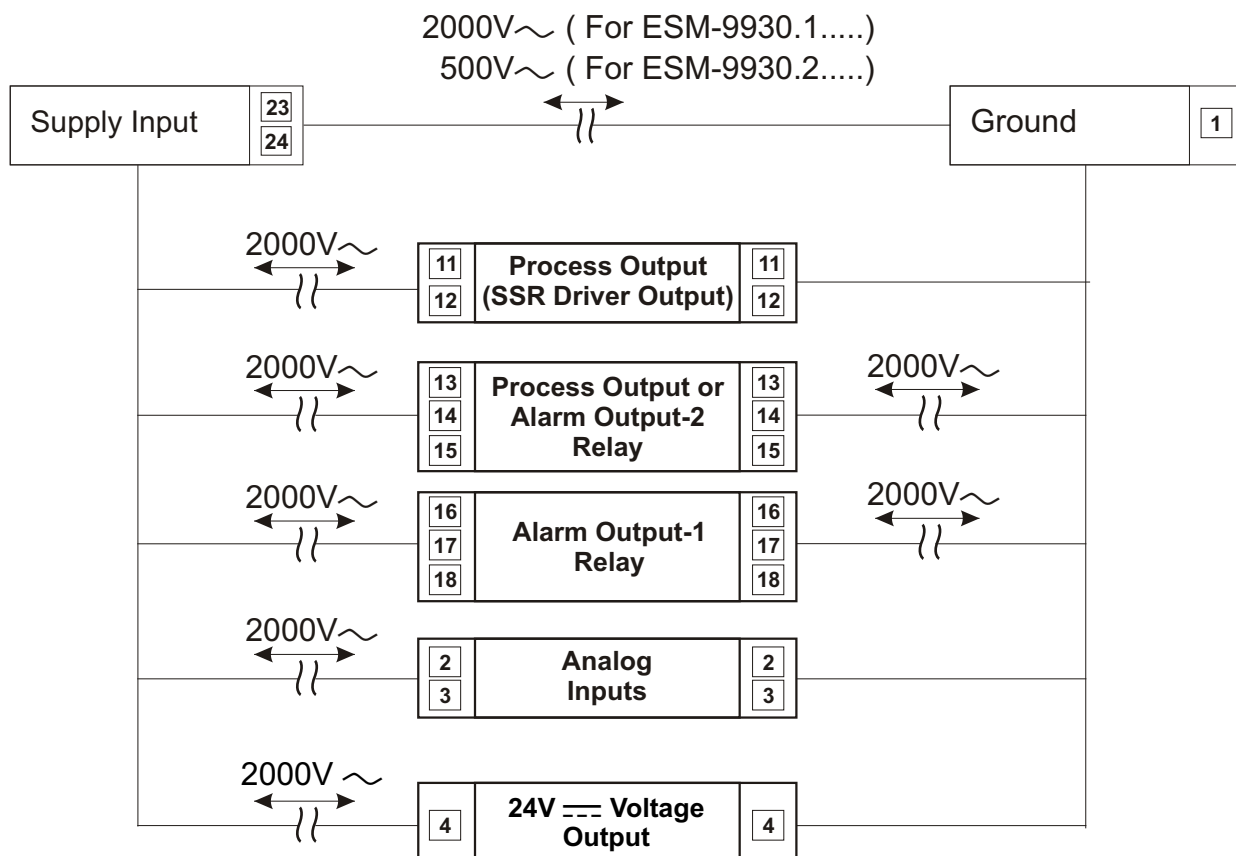 2000V～ ( For ESM-9930.1.....)
500V～ ( For ESM-9930.2.....)
Supply Input
23
24
Ground
1
2000V～
11
12
Process Output
(SSR Driver Output)
11
12
2000V～
13
14
15
Process Output or
Alarm Output-2
Relay
13
14
15
2000V～
2000V～
16
17
18
Alarm Output-1
Relay
16
17
18
2000V～
2000V～
2
3
Analog
Inputs
2
3
2000V ～
4
24V ⎓ Voltage
Output
4